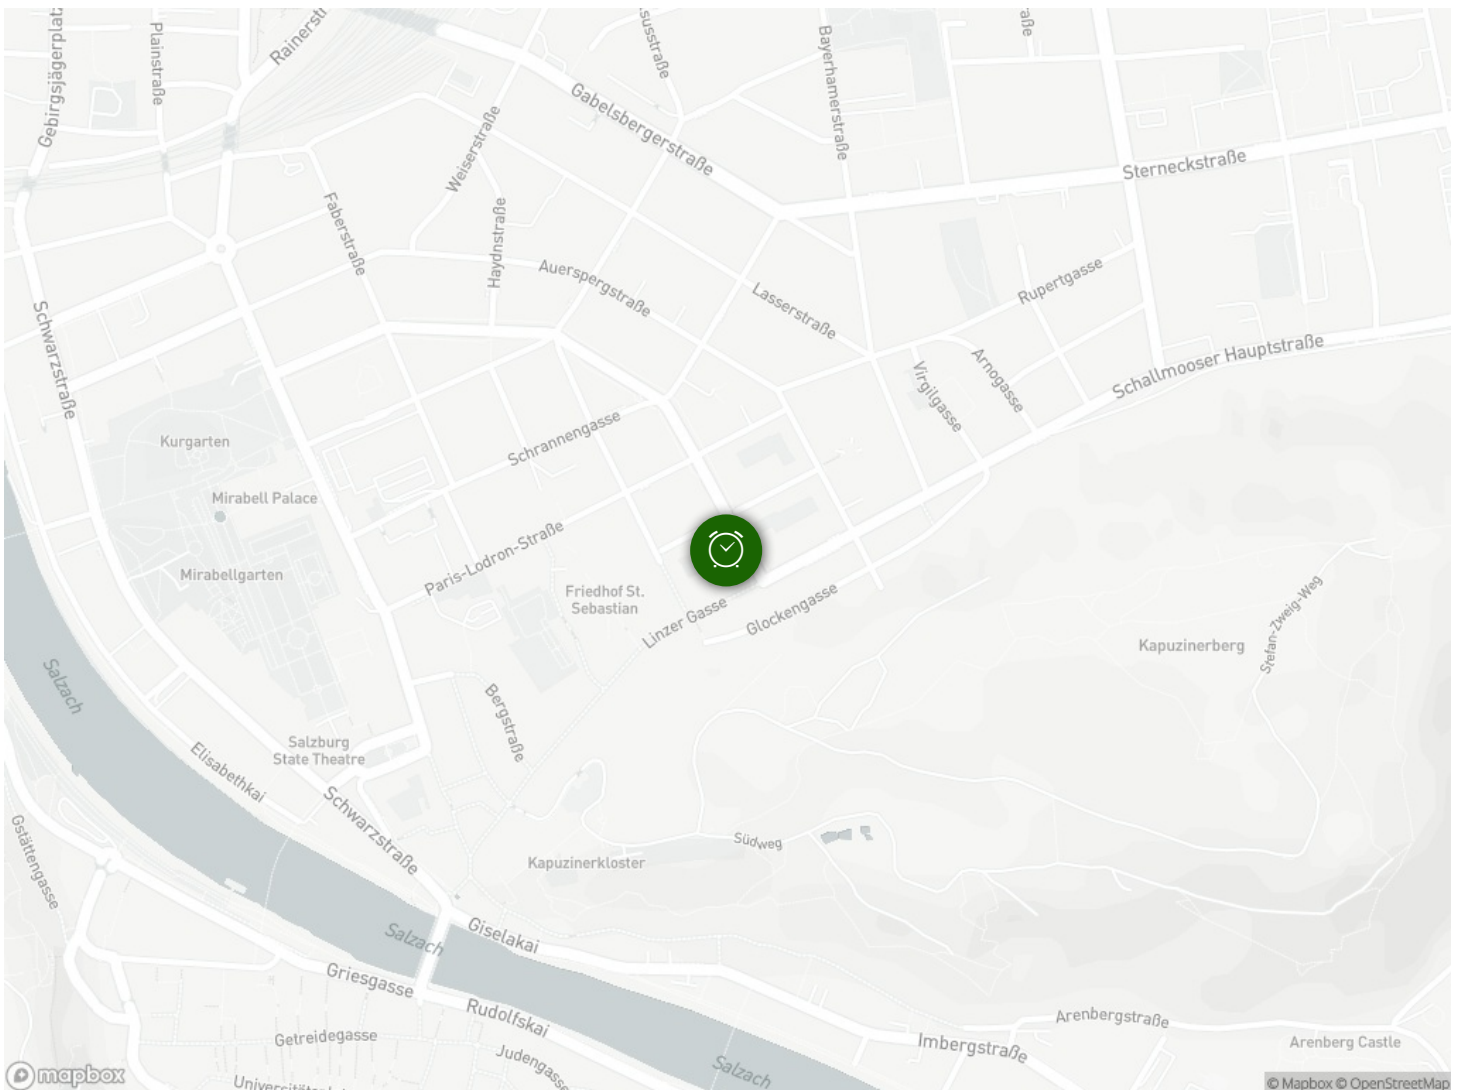 Gebirgsjägerplatz
Plainstraße
Rainerstr
susstraße
Bayerhamerstraße
aße
Gabelsbergerstraße
Weiserstraße
Sterneckstraße
Faberstraße
Haydnstraße
Auerspergstraße
Lasserstraße
Rupertgasse
Schwarzstraße
Virgilgasse
Arnogasse
Schallmooser Hauptstraße
Kurgarten
Schrannengasse
Mirabell Palace
Paris-Lodron-Straße
Mirabellgarten
Friedhof St.
Sebastian
Linzer Gasse
Glockengasse
Kapuzinerberg
Stefan-Zweig-Weg
Salzach
Bergstraße
Salzburg
State Theatre
Elisabethkai
Schwarzstraße
Gstättengasse
Südweg
Kapuzinerkloster
Giselakai
Salzach
Griesgasse
Rudolfskai
Getreidegasse
Judengasse
Imbergstraße
Arenbergstraße
Arenberg Castle
Salzach
mapbox
© Mapbox © OpenStreetMap